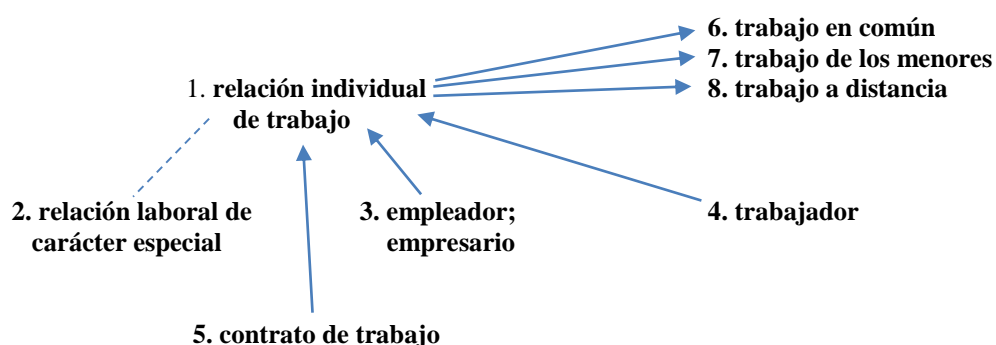 6. trabajo en común
7. trabajo de los menores
1. relación individual
8. trabajo a distancia
de trabajo
2. relación laboral de
carácter especial
3. empleador;
empresario
4. trabajador
5. contrato de trabajo